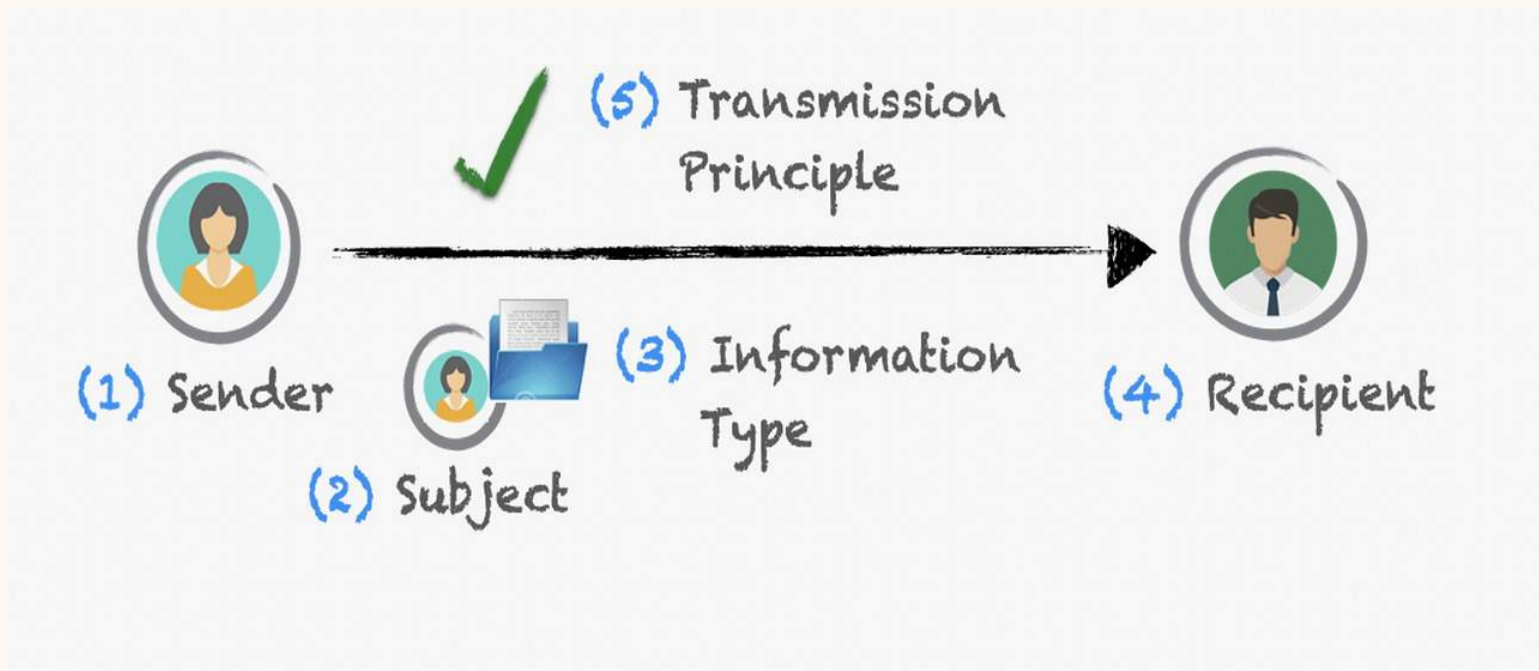 (5) Transmission
Principle
(1) Sender
(2) Subject
(3) Information
Type
(4) Recipient